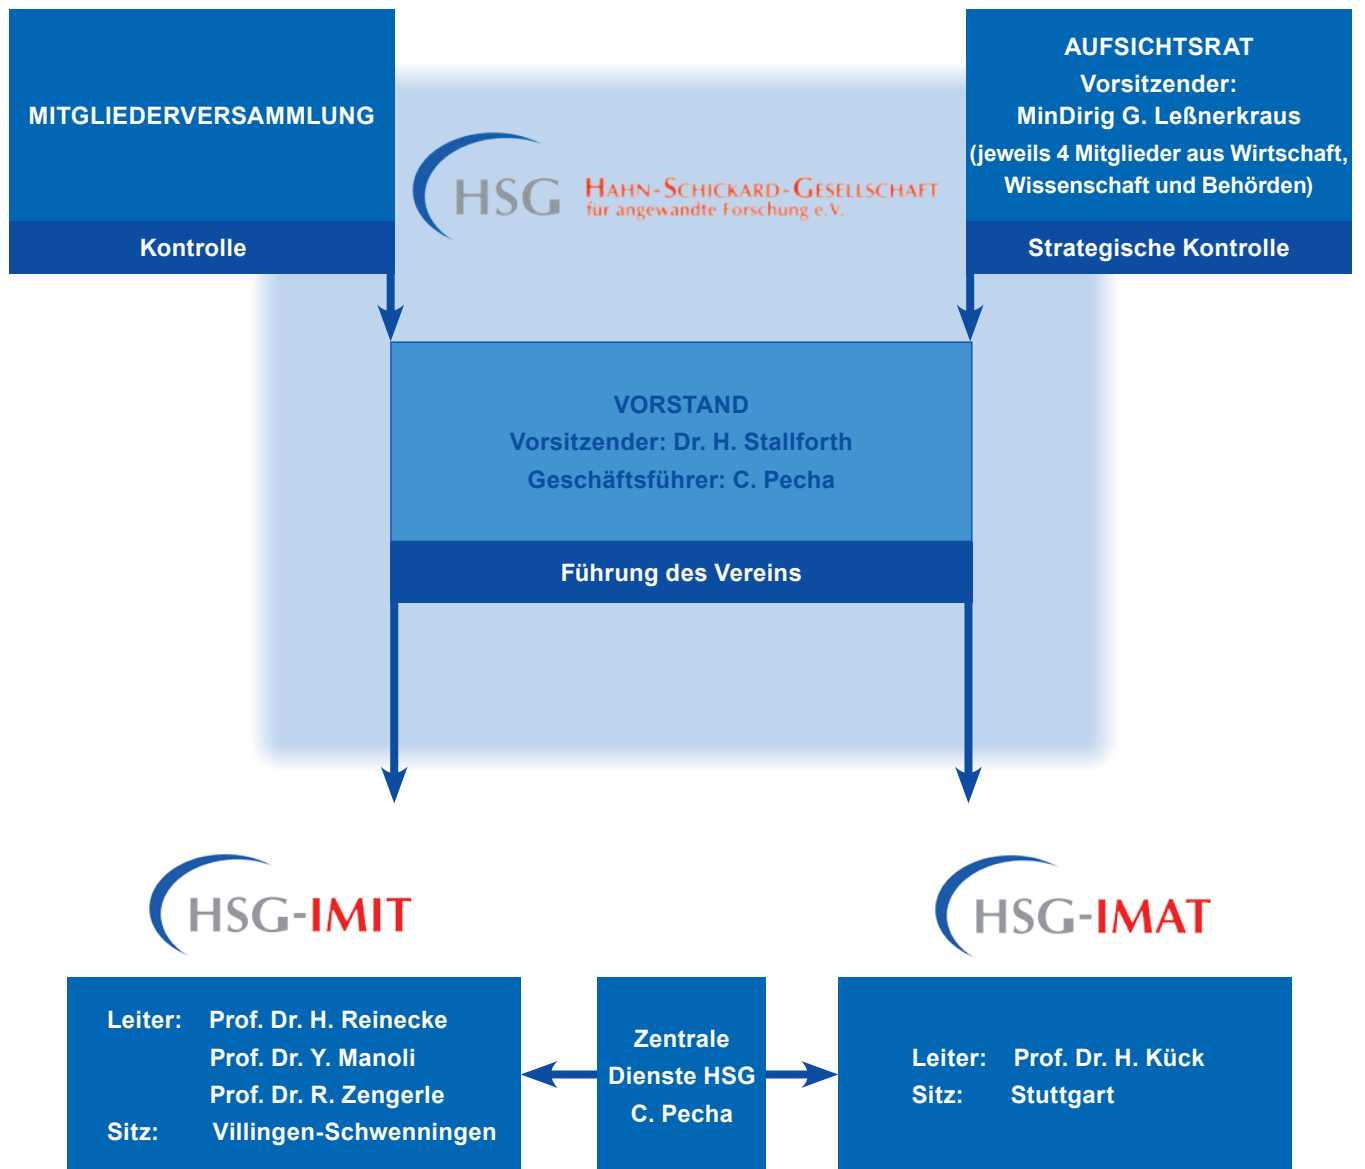 MITGLIEDERVERSAMMLUNG
Kontrolle
AUFSICHTSRAT
Vorsitzender:
MinDirig G. Leßnerkraus
(jeweils 4 Mitglieder aus Wirtschaft,
Wissenschaft und Behörden)
Strategische Kontrolle
HSG
HAHN-SCHICKARD-GESELLSCHAFT
für angewandte Forschung e.V.
VORSTAND
Vorsitzender: Dr. H. Stallforth
Geschäftsführer: C. Pecha
Führung des Vereins
HSG-IMIT
HSG-IMAT
Leiter: Prof. Dr. H. Reinecke
Prof. Dr. Y. Manoli
Prof. Dr. R. Zengerle
Sitz: Villingen-Schwenningen
Zentrale
Dienste HSG
C. Pecha
Leiter: Prof. Dr. H. Kück
Sitz: Stuttgart